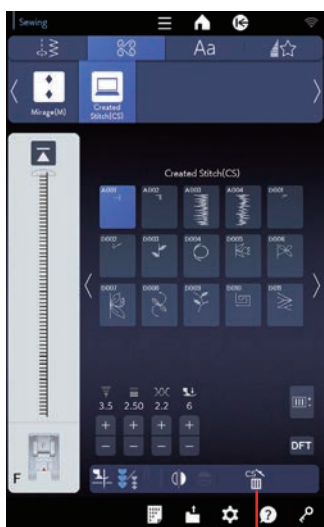 Sewing
Aa
Mirage(M)
Created
Stitch(CS)
Created Stitch(CS)
A001 A002 A003 A004 D001
D002 D003 D004 D005 D006
D007 D008 D009 D010 D011
3.5 2.50 2.2 6
+ + + +
− − − −
DFT
F
CS
?